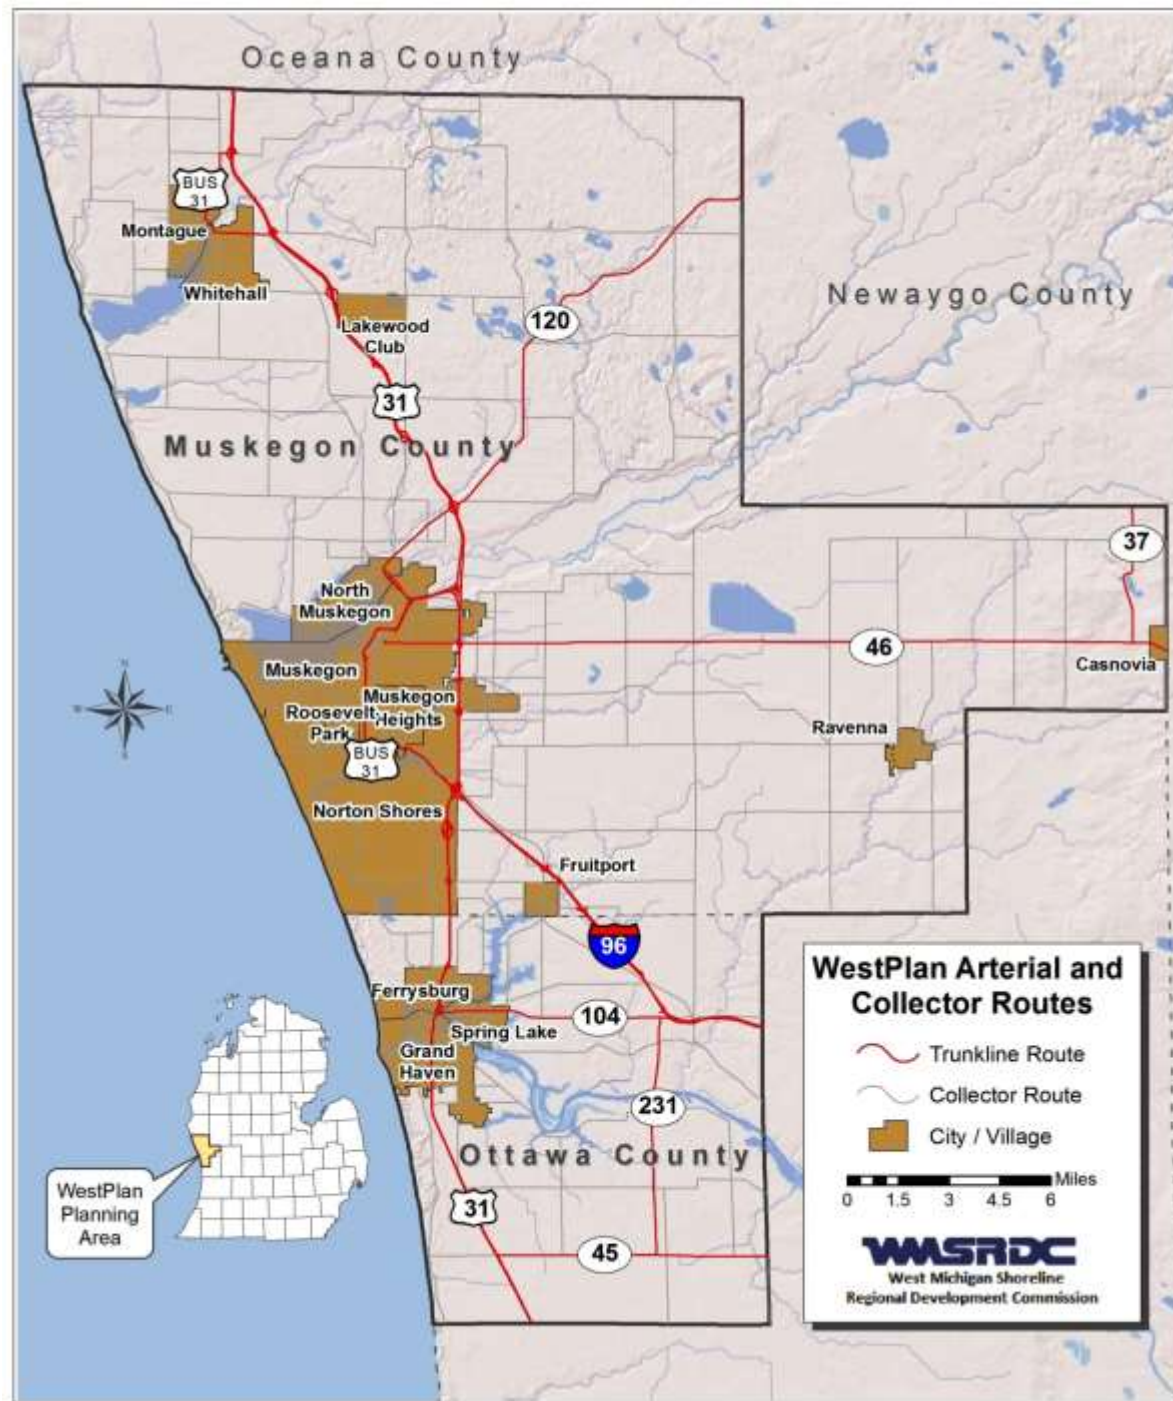 Oceana County
BUS
31
Montague
Whitehall
Newaygo County
120
Lakewood
Club
31
Muskegon County
37
North
Muskegon
46
Casnovia
Muskegon
Muskegon
Heights
Roosevelt
Park
Ravenna
BUS
31
Norton Shores
Fruitport
96
Ferrysburg
104
Spring Lake
Grand
Haven
231
Ottawa County
31
45
N
W
E
S
WestPlan
Planning
Area
WestPlan Arterial and
Collector Routes
Trunkline Route
Collector Route
City / Village
Miles
0 1.5 3 4.5 6
WMSRDC
West Michigan Shoreline
Regional Development Commission